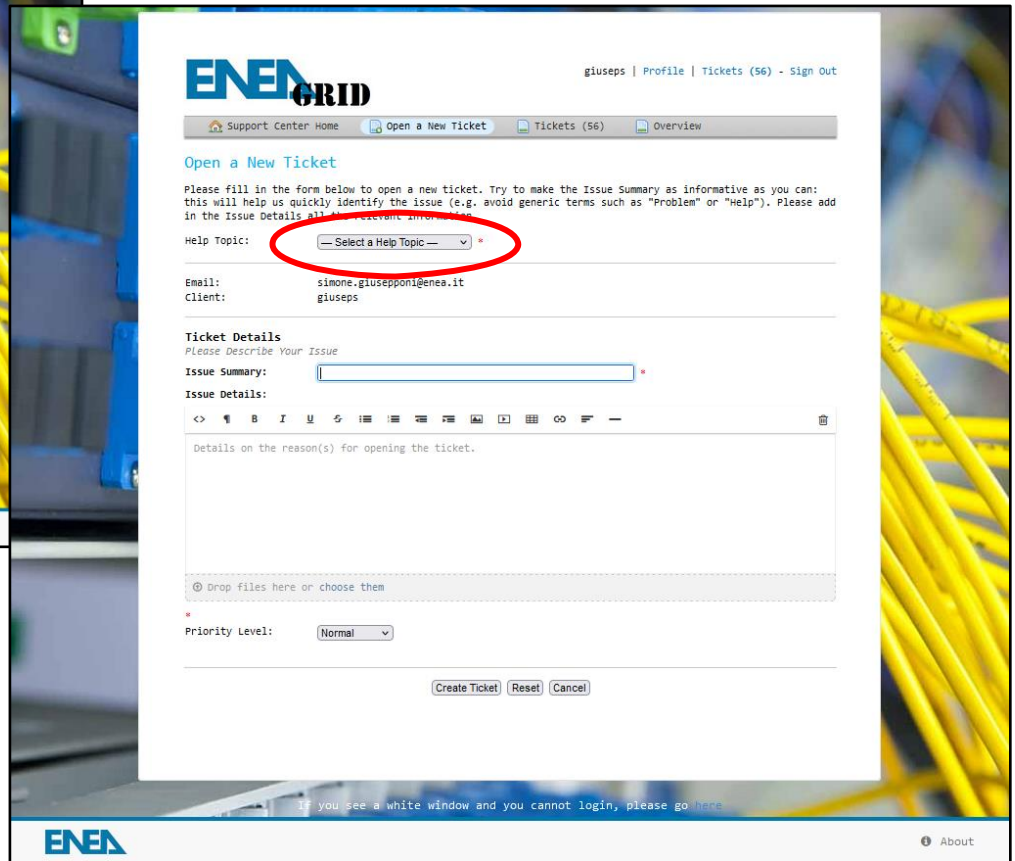 ENEA
GRID
giuseps | Profile | Tickets (56) - Sign Out
Support Center Home Open a New Ticket Tickets (56) Overview
Open a New Ticket
Please fill in the form below to open a new ticket. Try to make the Issue Summary as informative as you can:
this will help us quickly identify the issue (e.g. avoid generic terms such as "Problem" or "Help"). Please add
in the Issue Details all the relevant information
Help Topic: — Select a Help Topic — *
Email: simone.giusepponi@enea.it
Client: giuseps
Ticket Details
Please Describe Your Issue
Issue Summary: *
Issue Details:
Details on the reason(s) for opening the ticket.
Drop files here or choose them
*
Priority Level: Normal
Create Ticket Reset Cancel
If you see a white window and you cannot login, please go here
ENEA
About